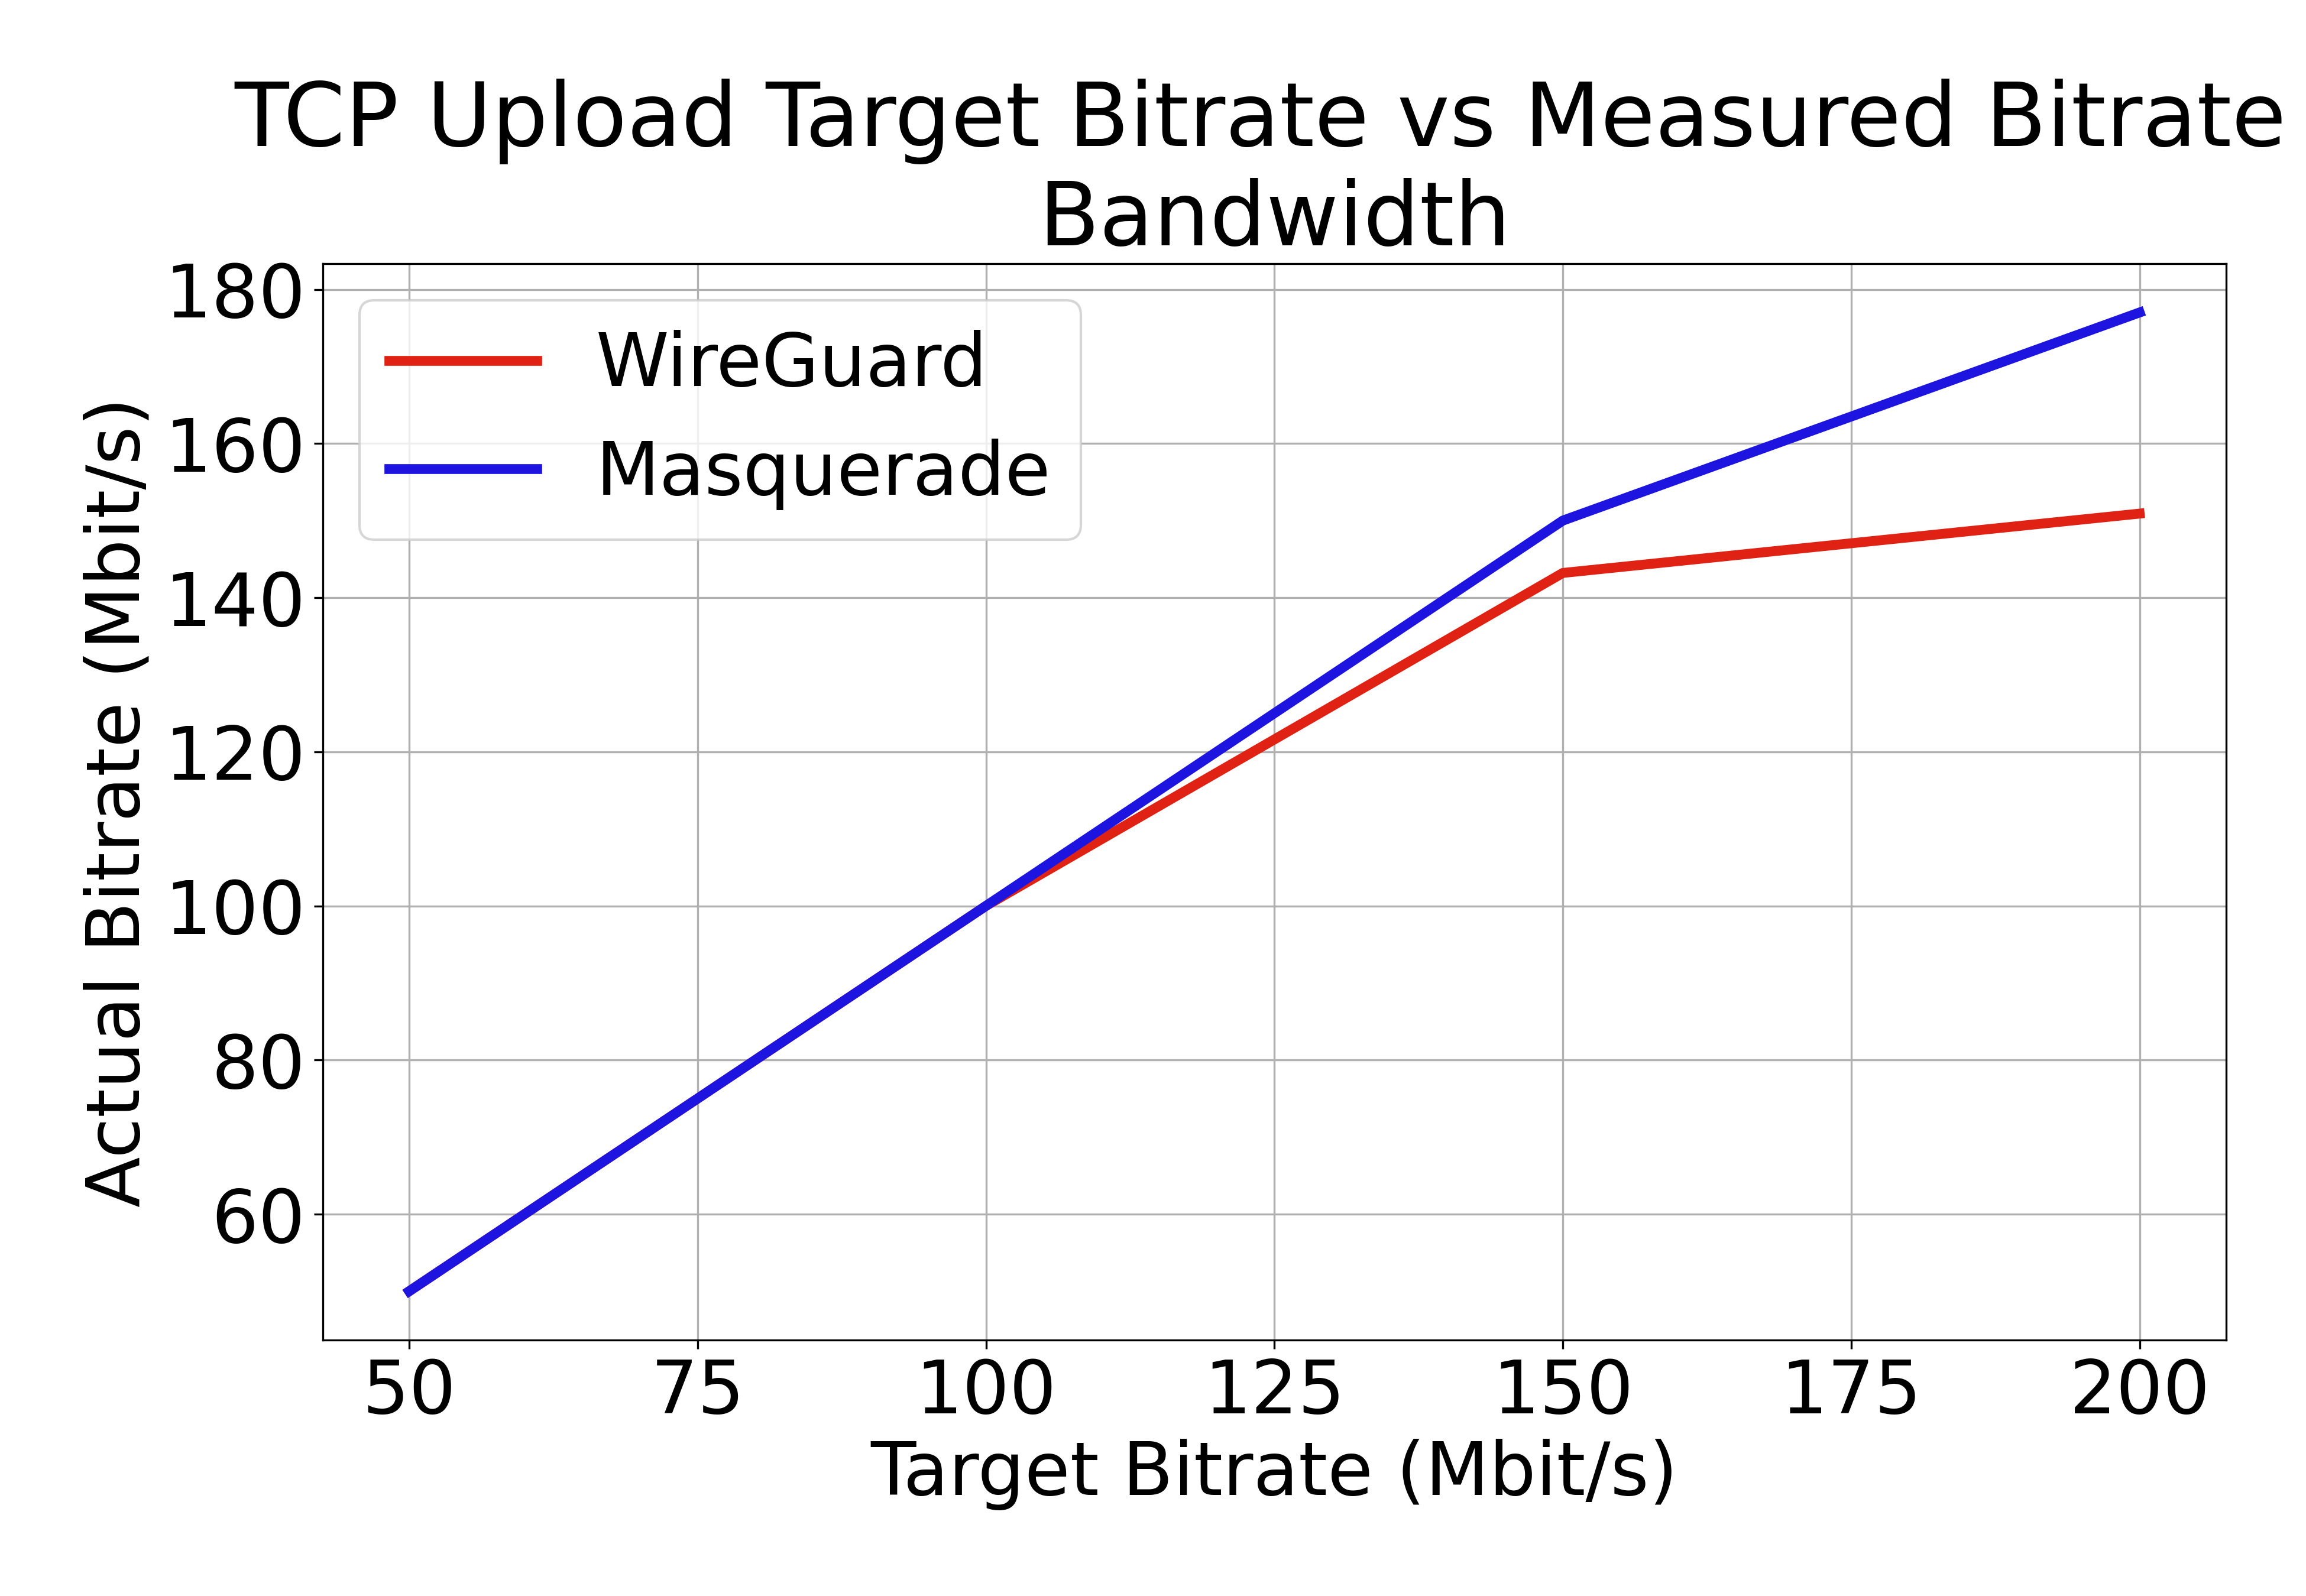 TCP Upload Target Bitrate vs Measured Bitrate
Bandwidth
180
160
140
120
100
80
60
Actual Bitrate (Mbit/s)
WireGuard
Masquerade
50 75 100 125 150 175 200
Target Bitrate (Mbit/s)